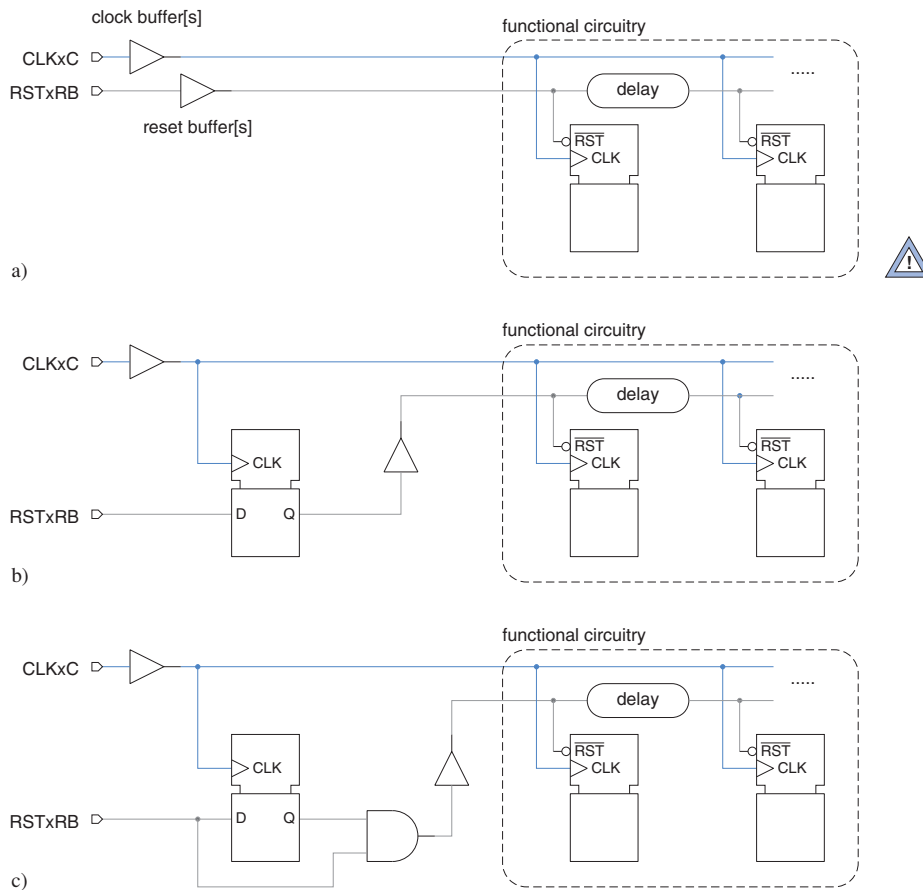 clock buffer[s]
functional circuitry
CLKxC
.....
RSTxRB
delay
reset buffer[s]
RST
RST
CLK
CLK
!
a)
functional circuitry
CLKxC
.....
delay
RST
RST
CLK
CLK
CLK
RSTxRB
D
Q
b)
functional circuitry
CLKxC
.....
delay
RST
RST
CLK
CLK
CLK
RSTxRB
D
Q
c)